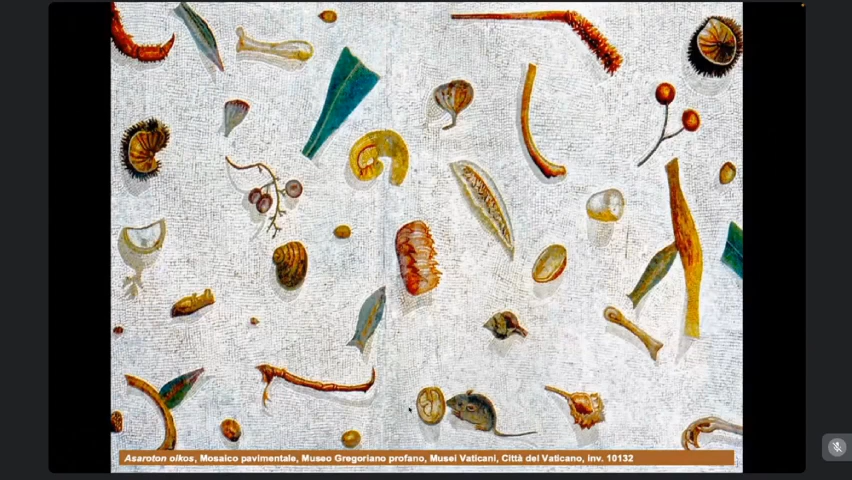 Asaroton oikos, Mosaico pavimentale, Museo Gregoriano profano, Musei Vaticani, Città del Vaticano, inv. 10132